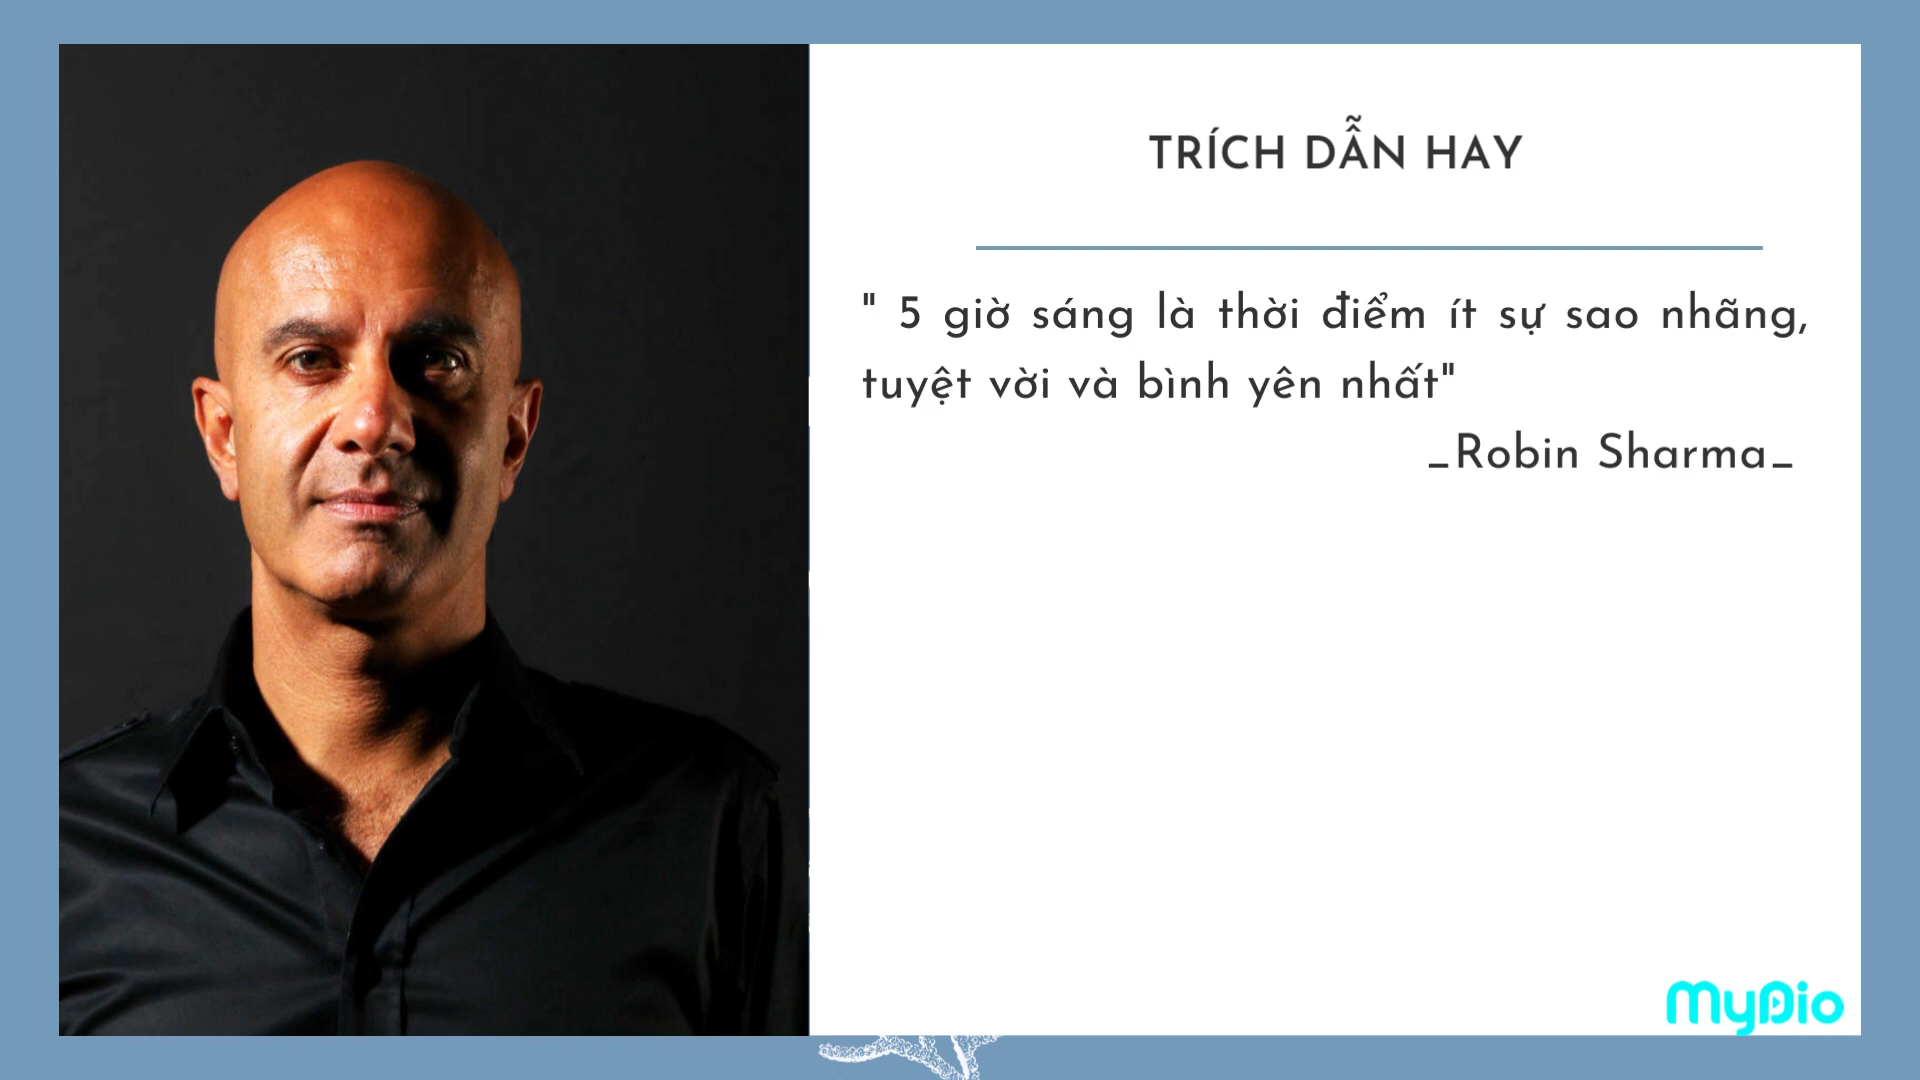 TRÍCH DẪN HAY
" 5 giờ sáng là thời điểm ít sự sao nhãng,
tuyệt vời và bình yên nhất"
_Robin Sharma_
MyDio